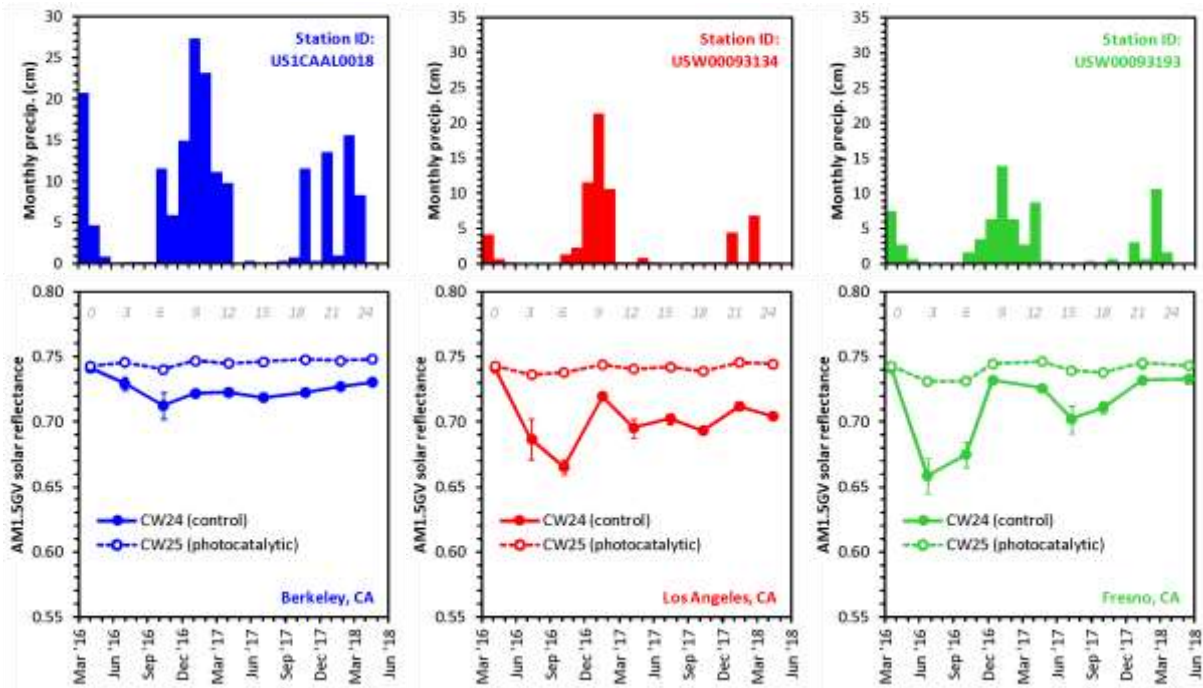 30
25
20
15
10
5
0
Monthly precip. (cm)
Station ID:
US1CAAL0018
35
30
25
20
15
10
5
0
Monthly precip. (cm)
Station ID:
USW00093134
35
30
25
20
15
10
5
0
Monthly precip. (cm)
Station ID:
USW00093193
0.80
0.75
0.70
0.65
0.60
0.55
AM1.5GV solar reflectance
0 3 6 9 12 15 18 21 24
CW24 (control)
CW25 (photocatalytic)
Berkeley, CA
Mar '16
Jun '16
Sep '16
Dec '16
Mar '17
Jun '17
Sep '17
Dec '17
Mar '18
Jun '18
0.80
0.75
0.70
0.65
0.60
0.55
AM1.5GV solar reflectance
0 3 6 9 12 15 18 21 24
CW24 (control)
CW25 (photocatalytic)
Los Angeles, CA
Mar '16
Jun '16
Sep '16
Dec '16
Mar '17
Jun '17
Sep '17
Dec '17
Mar '18
Jun '18
0.80
0.75
0.70
0.65
0.60
0.55
AM1.5GV solar reflectance
0 3 6 9 12 15 18 21 24
CW24 (control)
CW25 (photocatalytic)
Fresno, CA
Mar '16
Jun '16
Sep '16
Dec '16
Mar '17
Jun '17
Sep '17
Dec '17
Mar '18
Jun '18